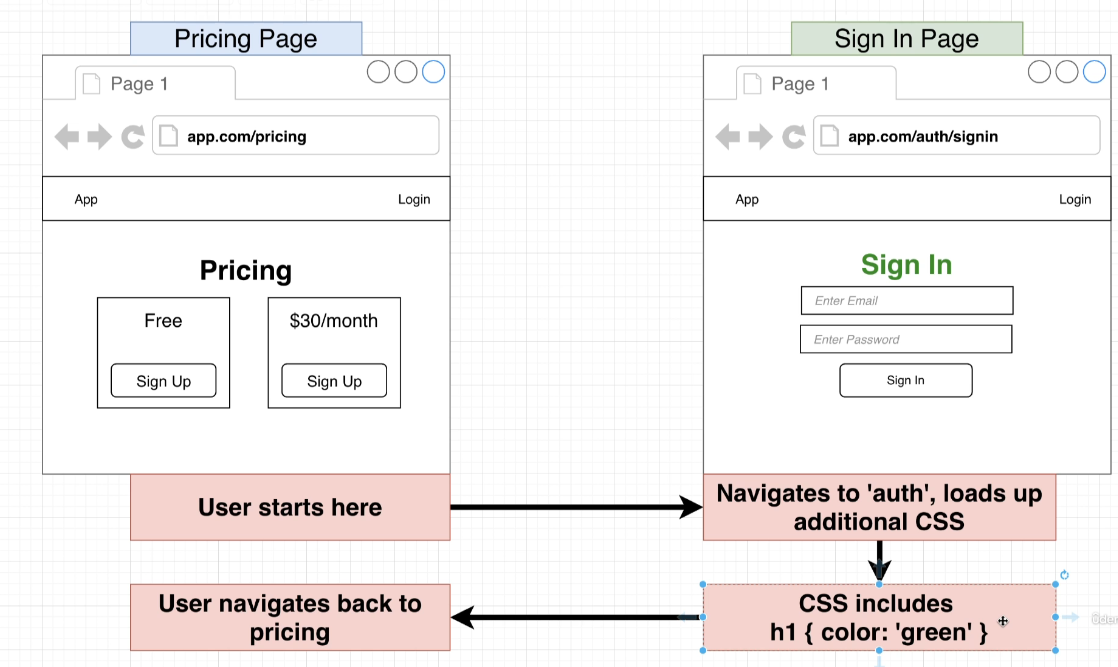 Pricing Page
Page 1
app.com/pricing
App
Login
Pricing
Free
$30/month
Sign Up
Sign Up
Sign In Page
Page 1
app.com/auth/signin
App
Login
Sign In
Enter Email
Enter Password
Sign In
User starts here
Navigates to 'auth', loads up
additional CSS
CSS includes
h1 { color: 'green' }
User navigates back to
pricing